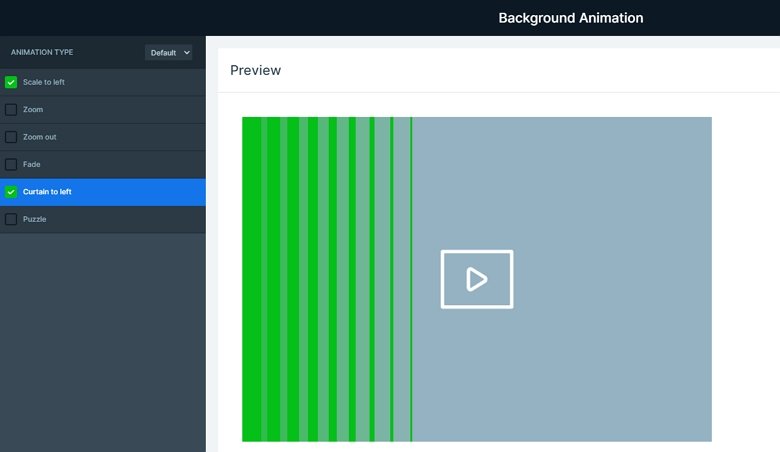 Background Animation
ANIMATION TYPE
Default
Preview
Scale to left
Zoom
Zoom out
Fade
Curtain to left
Puzzle